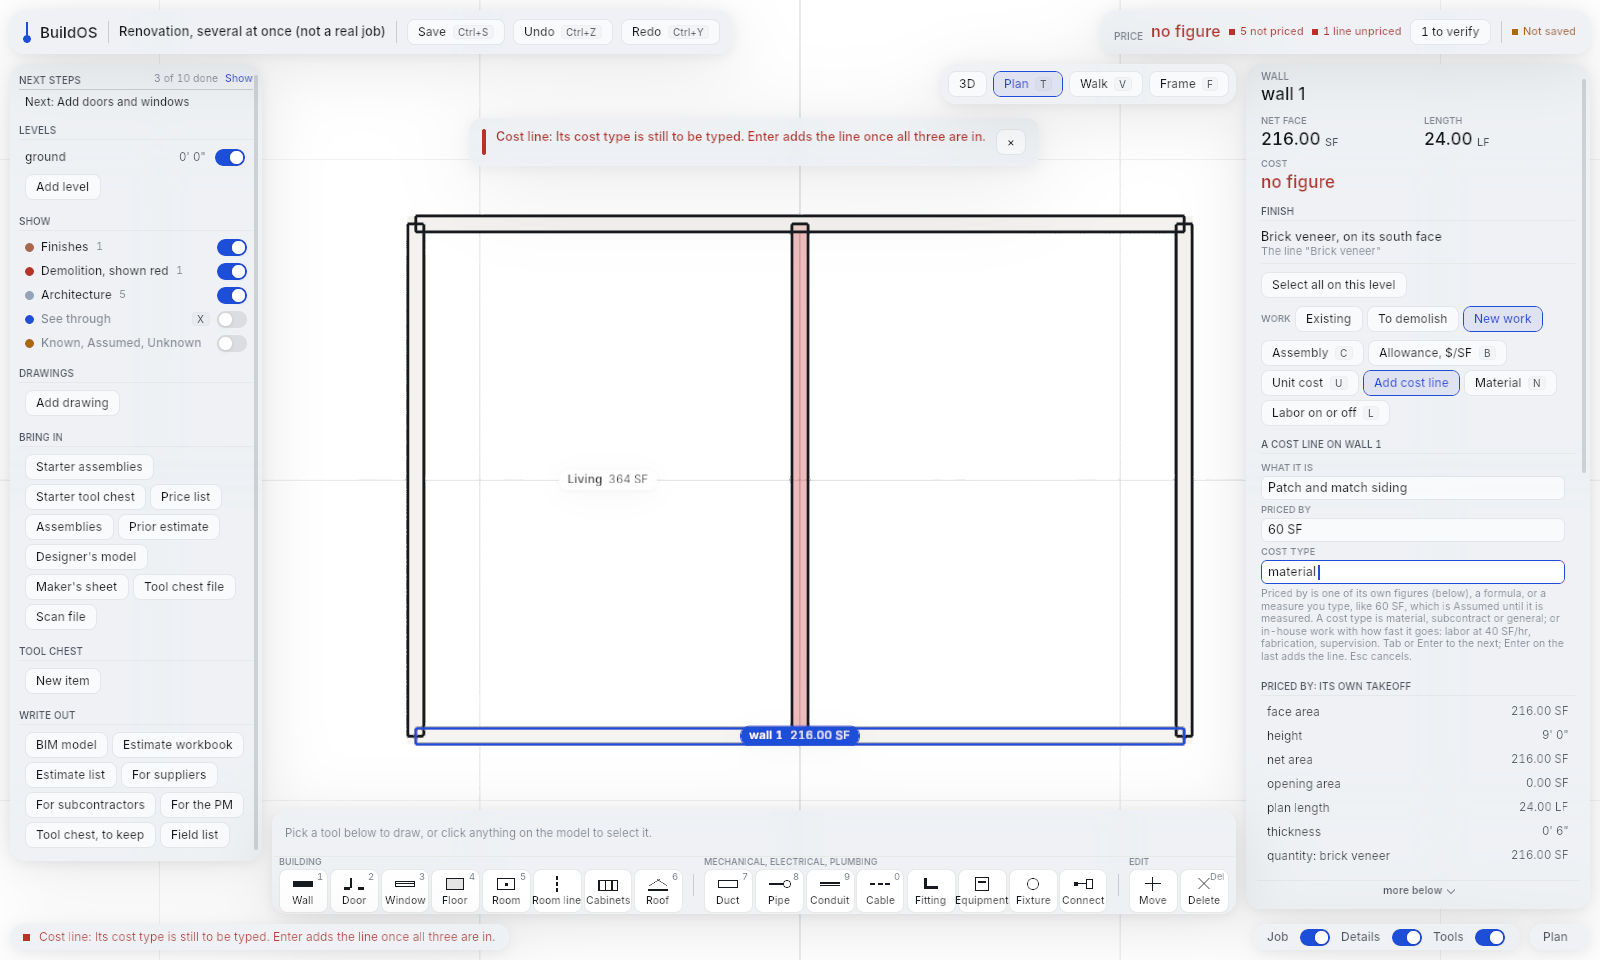 BuildOS
Renovation, several at once (not a real job)
Save Ctrl+S
Undo Ctrl+Z
Redo Ctrl+Y
PRICE no figure
5 not priced
1 line unpriced
1 to verify
Not saved
NEXT STEPS 3 of 10 done Show
Next: Add doors and windows
LEVELS
ground 0' 0"
Add level
SHOW
Finishes 1
Demolition, shown red 1
Architecture 5
See through X
Known, Assumed, Unknown
DRAWINGS
Add drawing
BRING IN
Starter assemblies
Starter tool chest Price list
Assemblies Prior estimate
Designer's model
Maker's sheet Tool chest file
Scan file
TOOL CHEST
New item
WRITE OUT
BIM model Estimate workbook
Estimate list For suppliers
For subcontractors For the PM
Tool chest, to keep Field list
3D Plan T Walk V Frame F
Cost line: Its cost type is still to be typed. Enter adds the line once all three are in. ×
Living 364 SF
wall 1 216.00 SF
Pick a tool below to draw, or click anything on the model to select it.
BUILDING
1 2 3 4 5 6
Wall Door Window Floor Room Room line Cabinets Roof
MECHANICAL, ELECTRICAL, PLUMBING
7 8 9 0
Duct Pipe Conduit Cable Fitting Equipment Fixture Connect
EDIT
Del
Move Delete
WALL
wall 1
NET FACE LENGTH
216.00 SF 24.00 LF
COST
no figure
FINISH
Brick veneer, on its south face
The line "Brick veneer"
Select all on this level
WORK Existing To demolish New work
Assembly C Allowance, $/SF B
Unit cost U Add cost line Material N
Labor on or off L
A COST LINE ON WALL 1
WHAT IT IS
Patch and match siding
PRICED BY
60 SF
COST TYPE
material
Priced by is one of its own figures (below), a formula, or a
measure you type, like 60 SF, which is Assumed until it is
measured. A cost type is material, subcontract or general; or
in-house work with how fast it goes: labor at 40 SF/hr,
fabrication, supervision. Tab or Enter to the next; Enter on the
last adds the line. Esc cancels.
PRICED BY: ITS OWN TAKEOFF
face area 216.00 SF
height 9' 0"
net area 216.00 SF
opening area 0.00 SF
plan length 24.00 LF
thickness 0' 6"
quantity: brick veneer 216.00 SF
more below
Cost line: Its cost type is still to be typed. Enter adds the line once all three are in.
Job Details Tools Plan